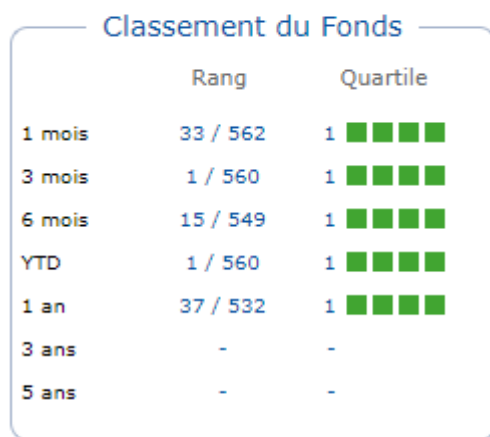 Classement du Fonds
Rang Quartile
1 mois 33 / 562 1
3 mois 1 / 560 1
6 mois 15 / 549 1
YTD 1 / 560 1
1 an 37 / 532 1
3 ans - -
5 ans - -